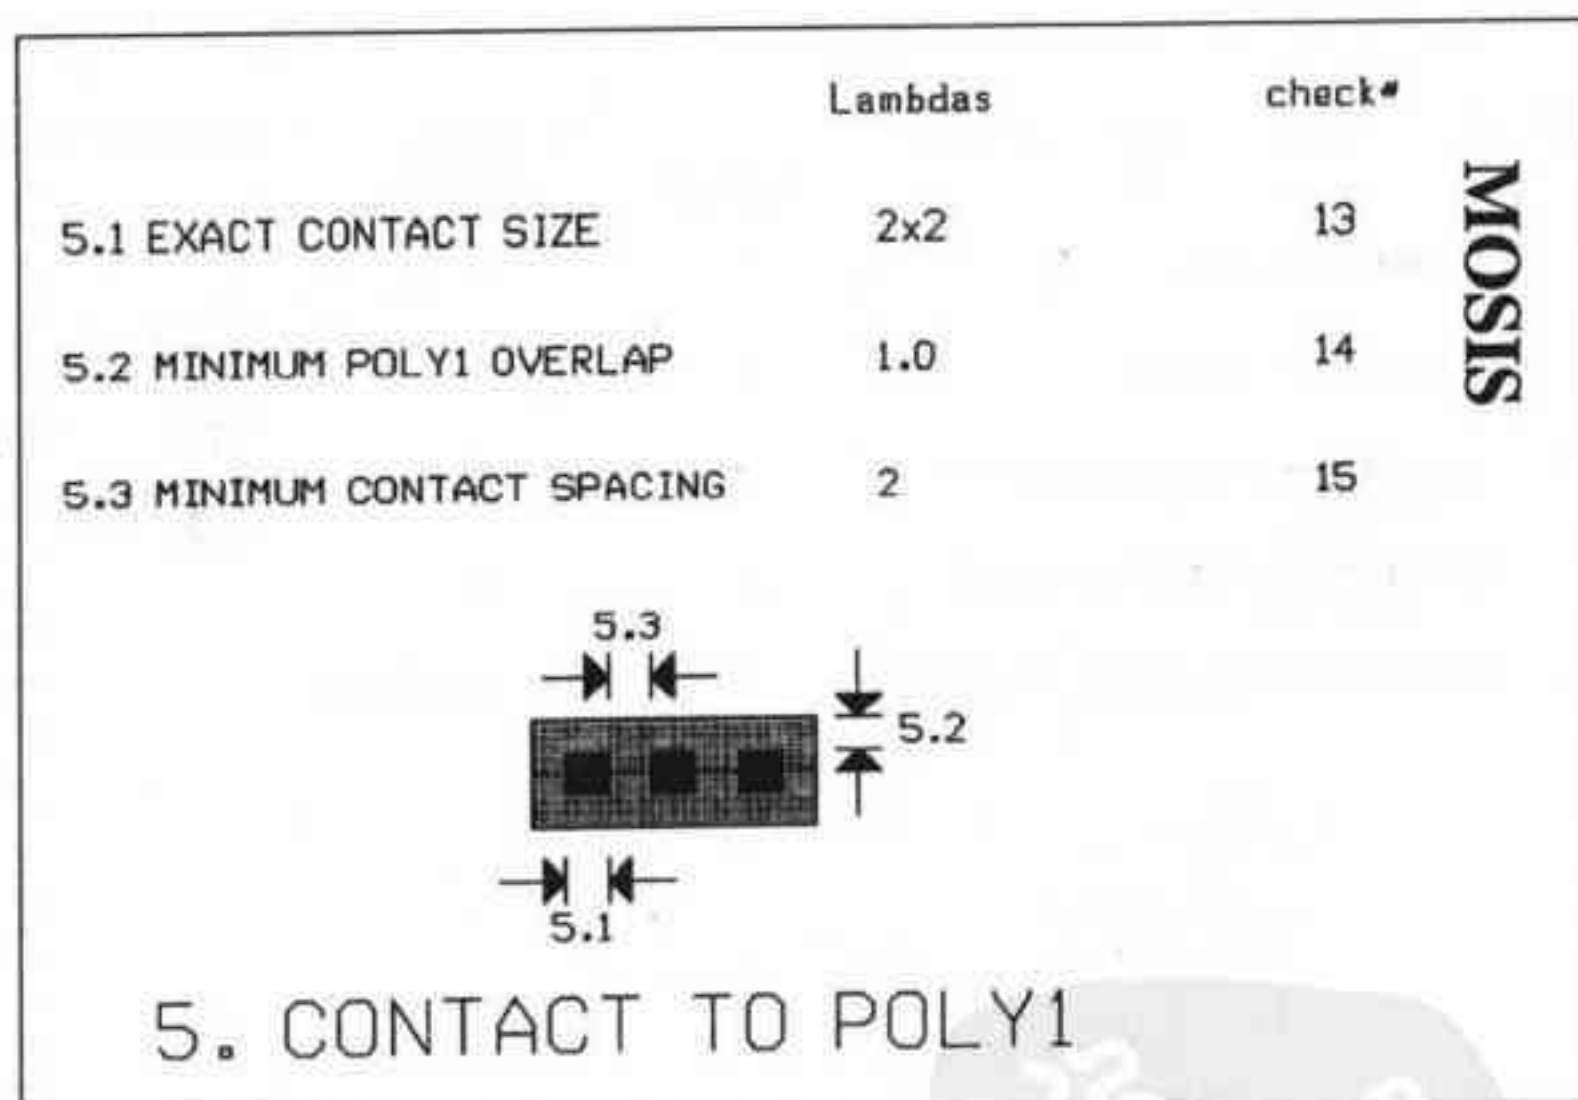 Lambdas check#
5.1 EXACT CONTACT SIZE 2x2 13
5.2 MINIMUM POLY1 OVERLAP 1.0 14
5.3 MINIMUM CONTACT SPACING 2 15
MOSIS
5.3
5.2
5.1
5. CONTACT TO POLY1